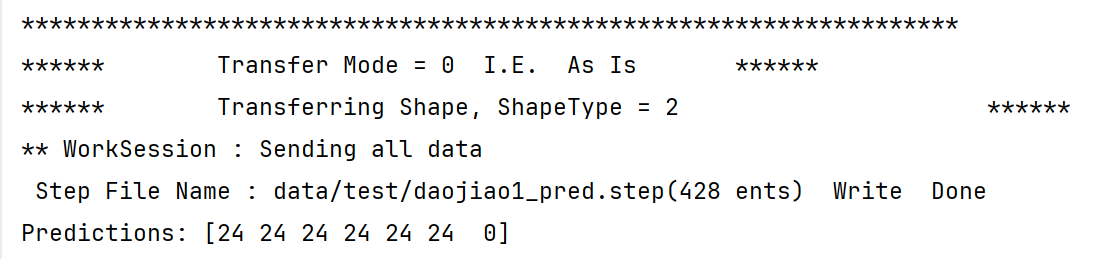 *******************************************************************
******        Transfer Mode = 0  I.E.  As Is       ******
******        Transferring Shape, ShapeType = 2                      ******
** WorkSession : Sending all data
 Step File Name : data/test/daojiao1_pred.step(428 ents)  Write  Done
Predictions: [24 24 24 24 24 24  0]